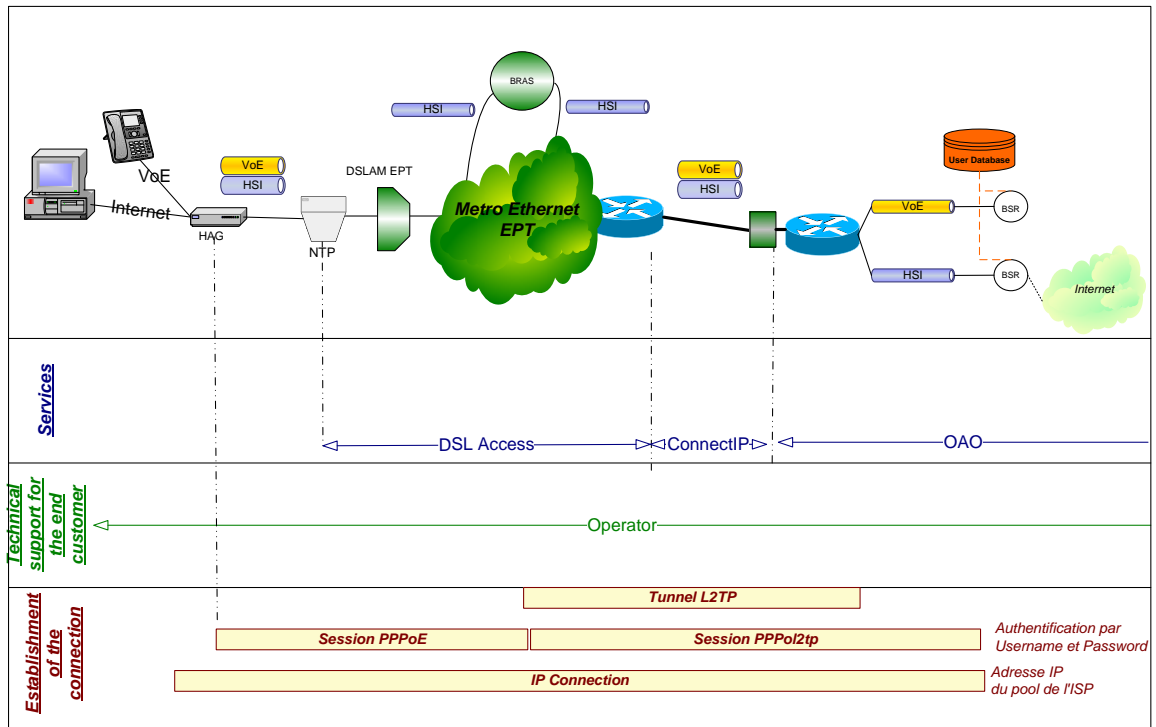 BRAS
HSI
HSI
VoE
HSI
VoE
Internet
HAG
NTP
DSLAM EPT
Metro Ethernet
EPT
VoE
HSI
User Database
VoE
BSR
HSI
BSR
Internet
Services
DSL Access
ConnectIP
OAO
Technical
support for
the end
customer
Operator
Establishment
of the
connection
Tunnel L2TP
Session PPPoE
Session PPPol2tp
Authentification par
Username et Password
IP Connection
Adresse IP
du pool de l'ISP